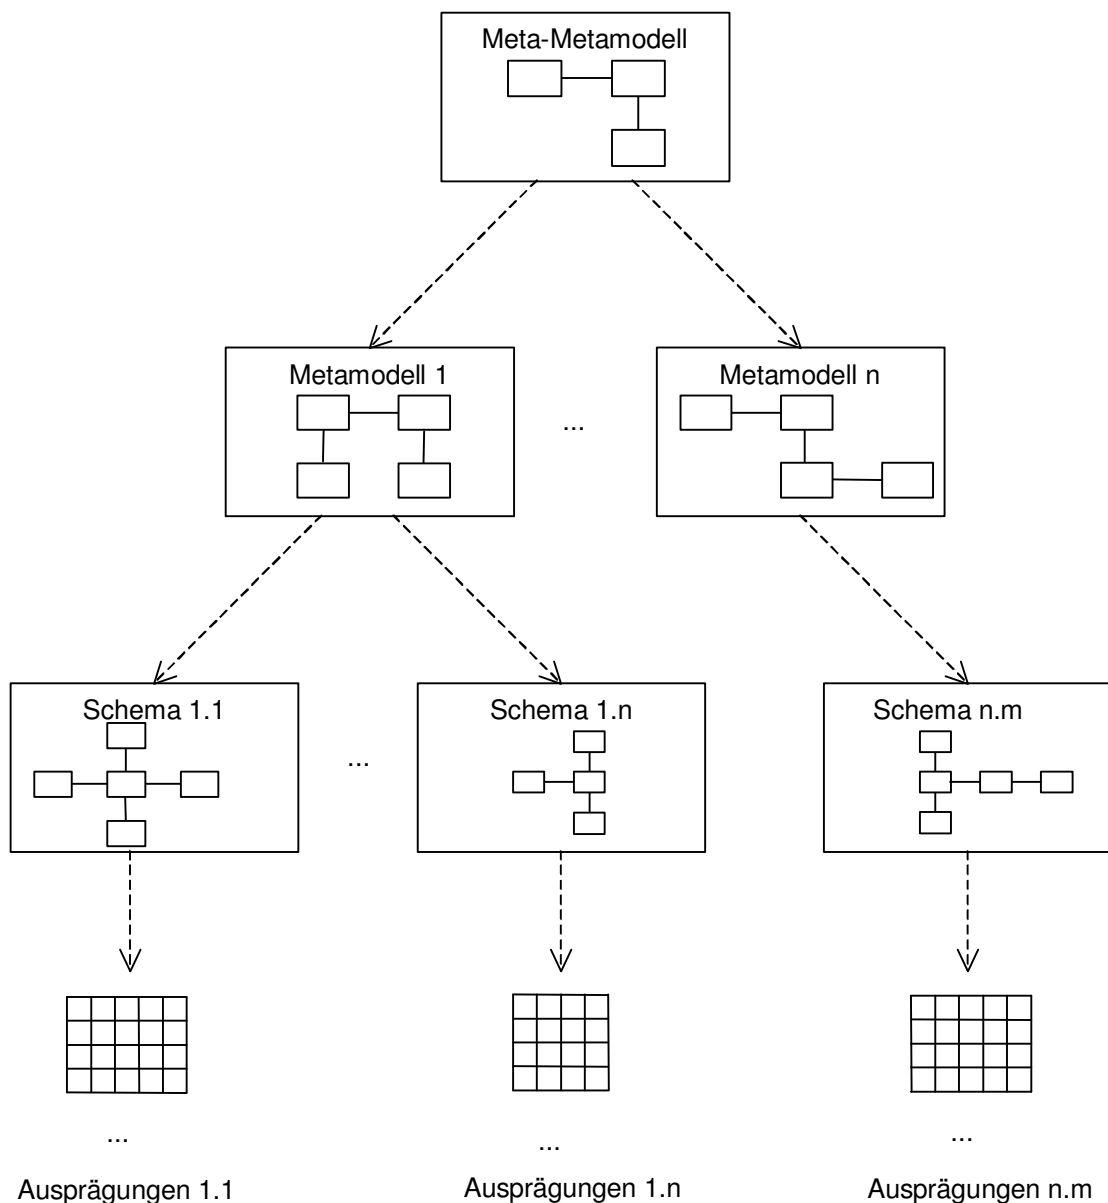 Meta-Metamodell
Metamodell 1
...
Metamodell n
Schema 1.1
...
Schema 1.n
Schema n.m
...
...
...
Ausprägungen 1.1
Ausprägungen 1.n
Ausprägungen n.m